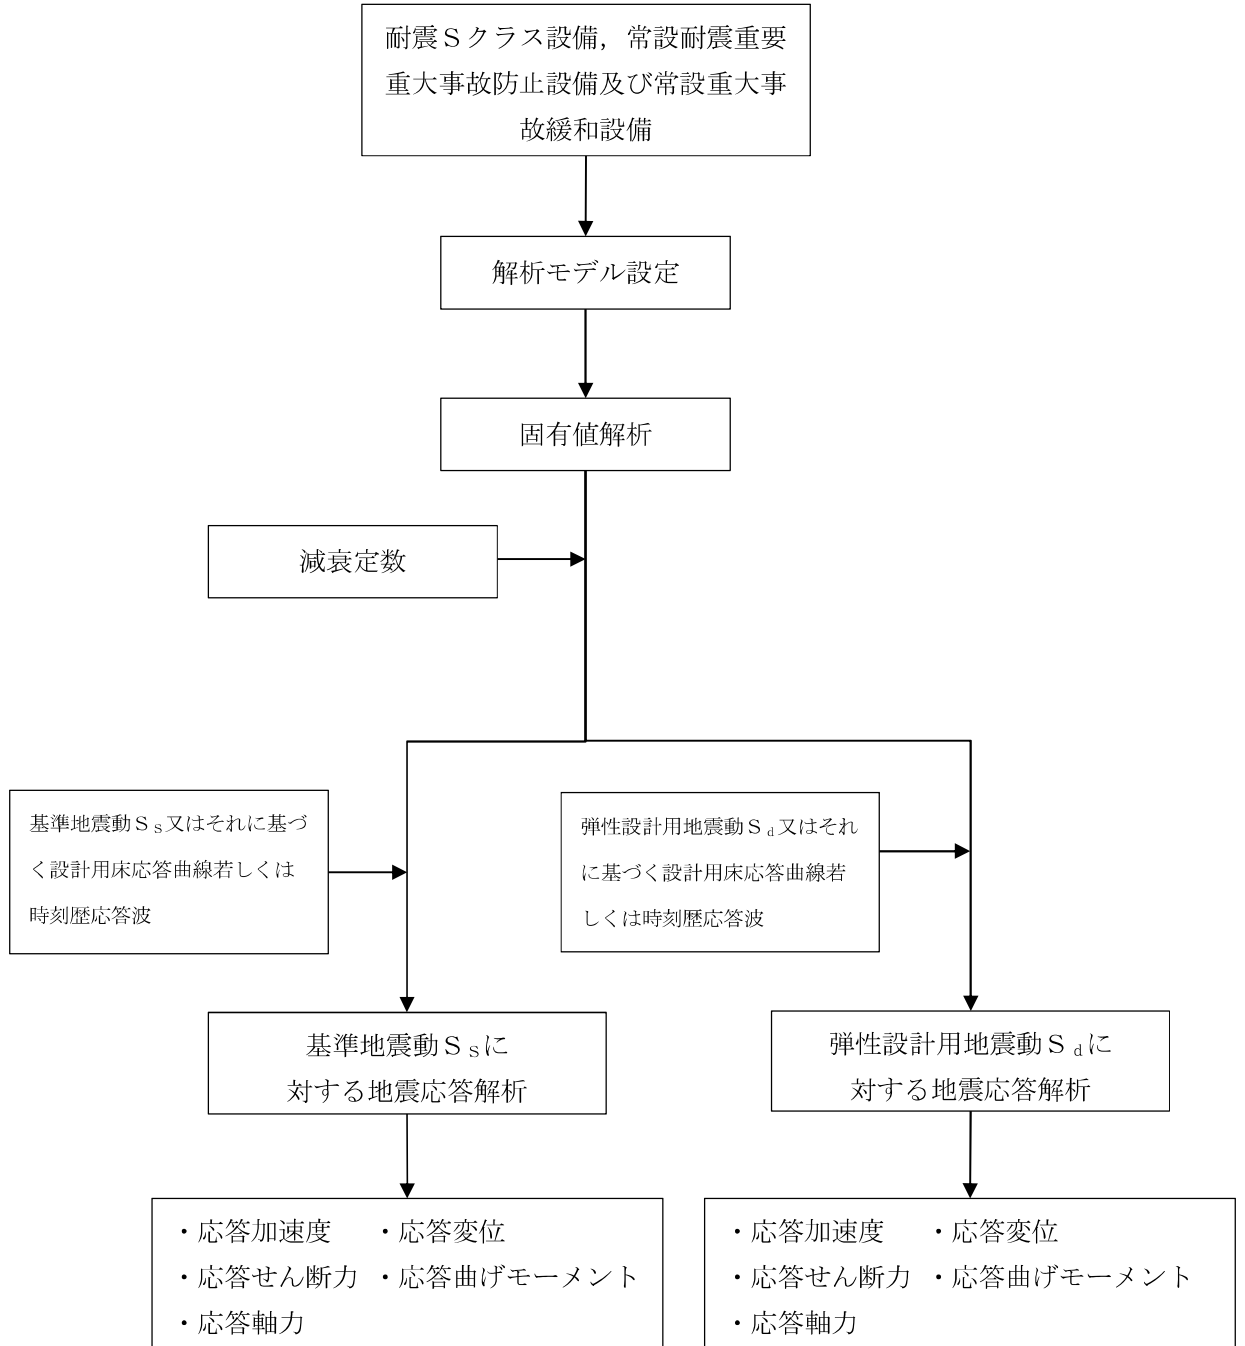 耐震Ｓクラス設備，常設耐震重要
重大事故防止設備及び常設重大事
故緩和設備
解析モデル設定
固有値解析
減衰定数
基準地震動Ｓｓ又はそれに基づ
く設計用床応答曲線若しくは
時刻歴応答波
弾性設計用地震動Ｓｄ又はそれ
に基づく設計用床応答曲線若
しくは時刻歴応答波
基準地震動Ｓｓに
対する地震応答解析
弾性設計用地震動Ｓｄに
対する地震応答解析
・応答加速度　・応答変位
・応答せん断力　・応答曲げモーメント
・応答軸力
・応答加速度　・応答変位
・応答せん断力　・応答曲げモーメント
・応答軸力